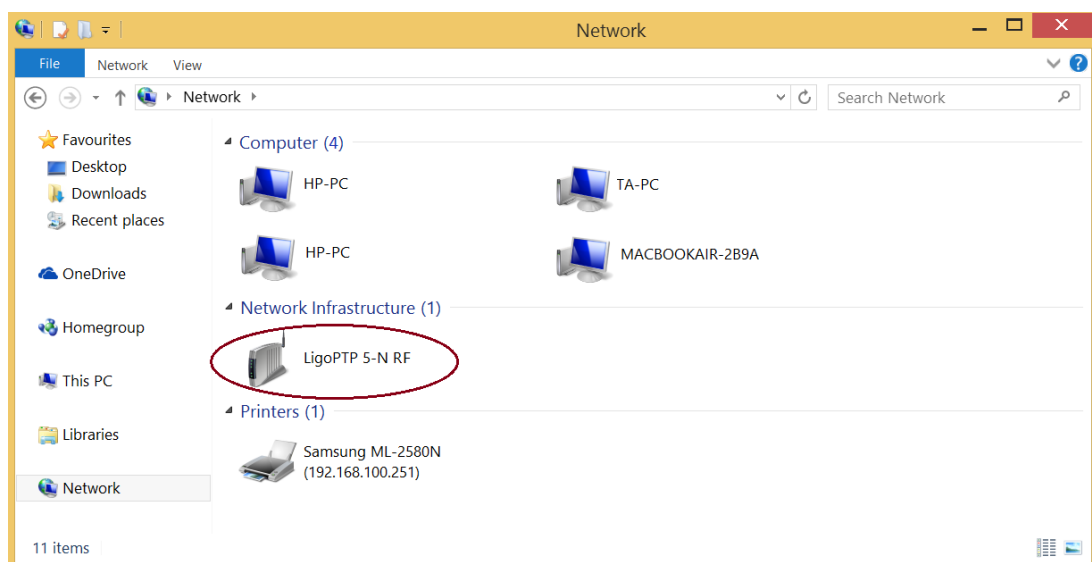 Network
File Network View
Network
Search Network
Favourites
Desktop
Downloads
Recent places
OneDrive
Homegroup
This PC
Libraries
Network
Computer (4)
HP-PC TA-PC
HP-PC MACBOOKAIR-2B9A
Network Infrastructure (1)
LigoPTP 5-N RF
Printers (1)
Samsung ML-2580N
(192.168.100.251)
11 items